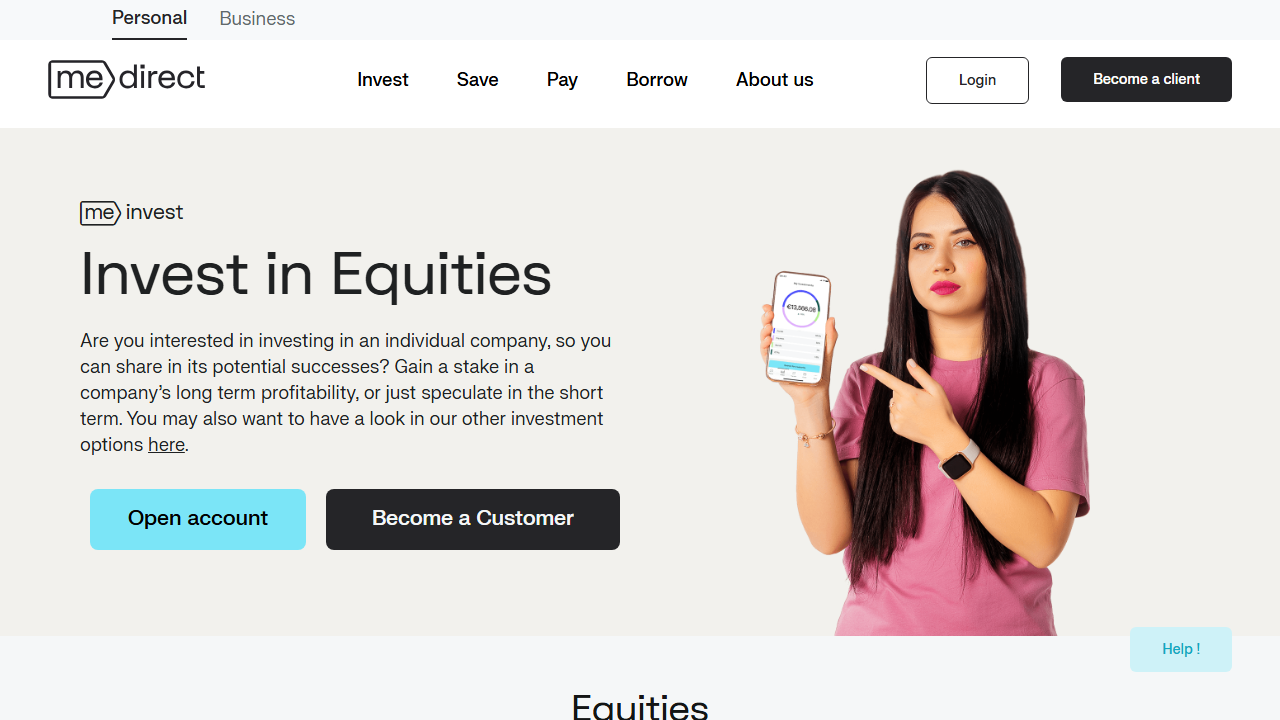 Personal Business
me direct Invest Save Pay Borrow About us Login Become a client
me invest
Invest in Equities
Are you interested in investing in an individual company, so you
can share in its potential successes? Gain a stake in a
company’s long term profitability, or just speculate in the short
term. You may also want to have a look in our other investment
options here.
Open account Become a Customer
Help !
Equities